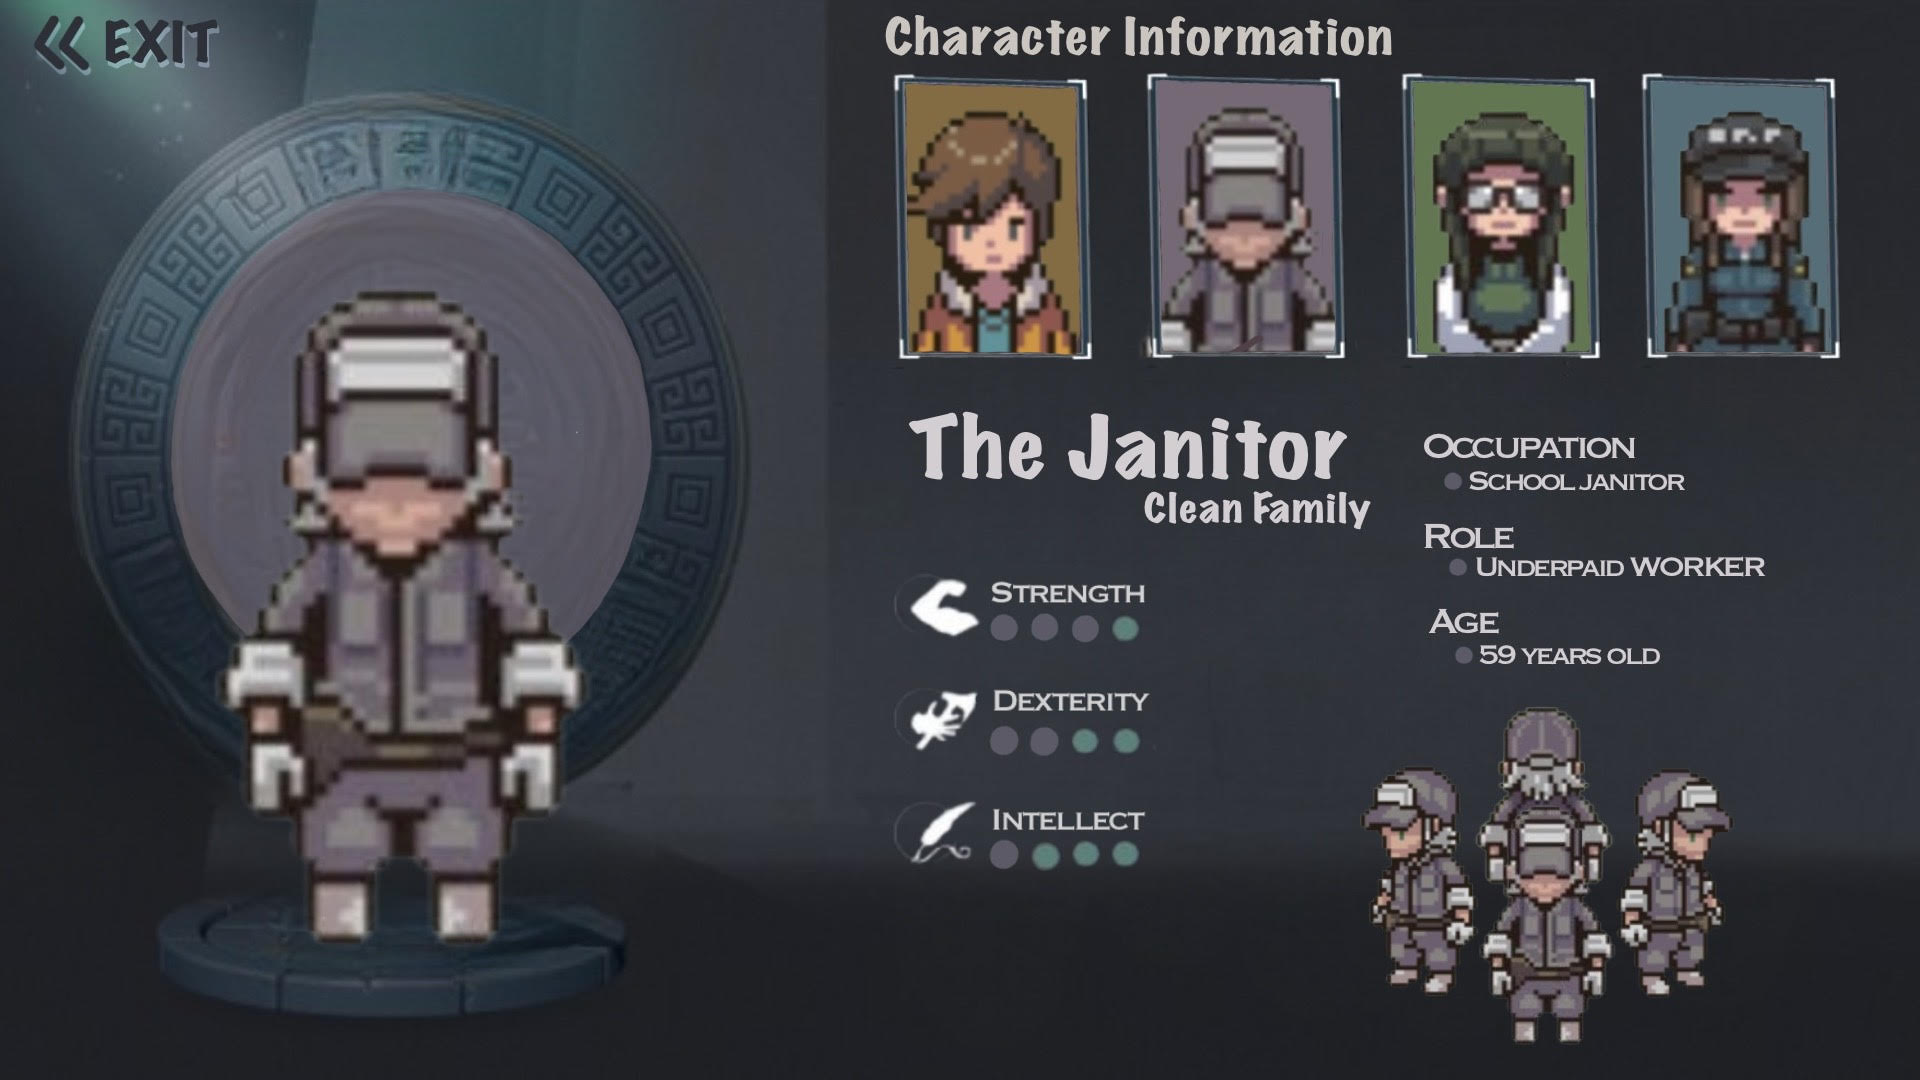 EXIT
Character Information
The Janitor
Clean Family
OCCUPATION
SCHOOL JANITOR
ROLE
UNDERPAID WORKER
AGE
59 YEARS OLD
STRENGTH
DEXTERITY
INTELLECT